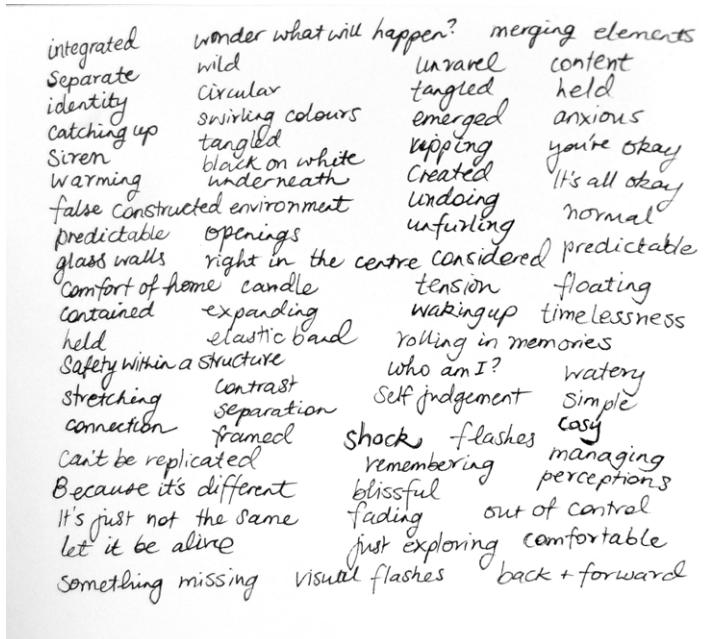 integrated wonder what will happen? merging elements
Separate wild unravel content
identity circular tangled held
catching up swirling colours emerged anxious
Siren tangled ripping you're okay
warming black on white Created It's all okay
underneath undoing
false constructed environment unfurling normal
predictable openings predictable
glass walls right in the centre considered
comfort of home candle tension floating
contained expanding waking up timelessness
held elastic band rolling in memories
Safety within a structure who am I? watery
stretching contrast Self judgement Simple
connection separation cosy
framed shock flashes managing
Can't be replicated remembering perceptions
Because it's different blissful
It's just not the same fading out of control
let it be alive just exploring comfortable
something missing visual flashes back + forward